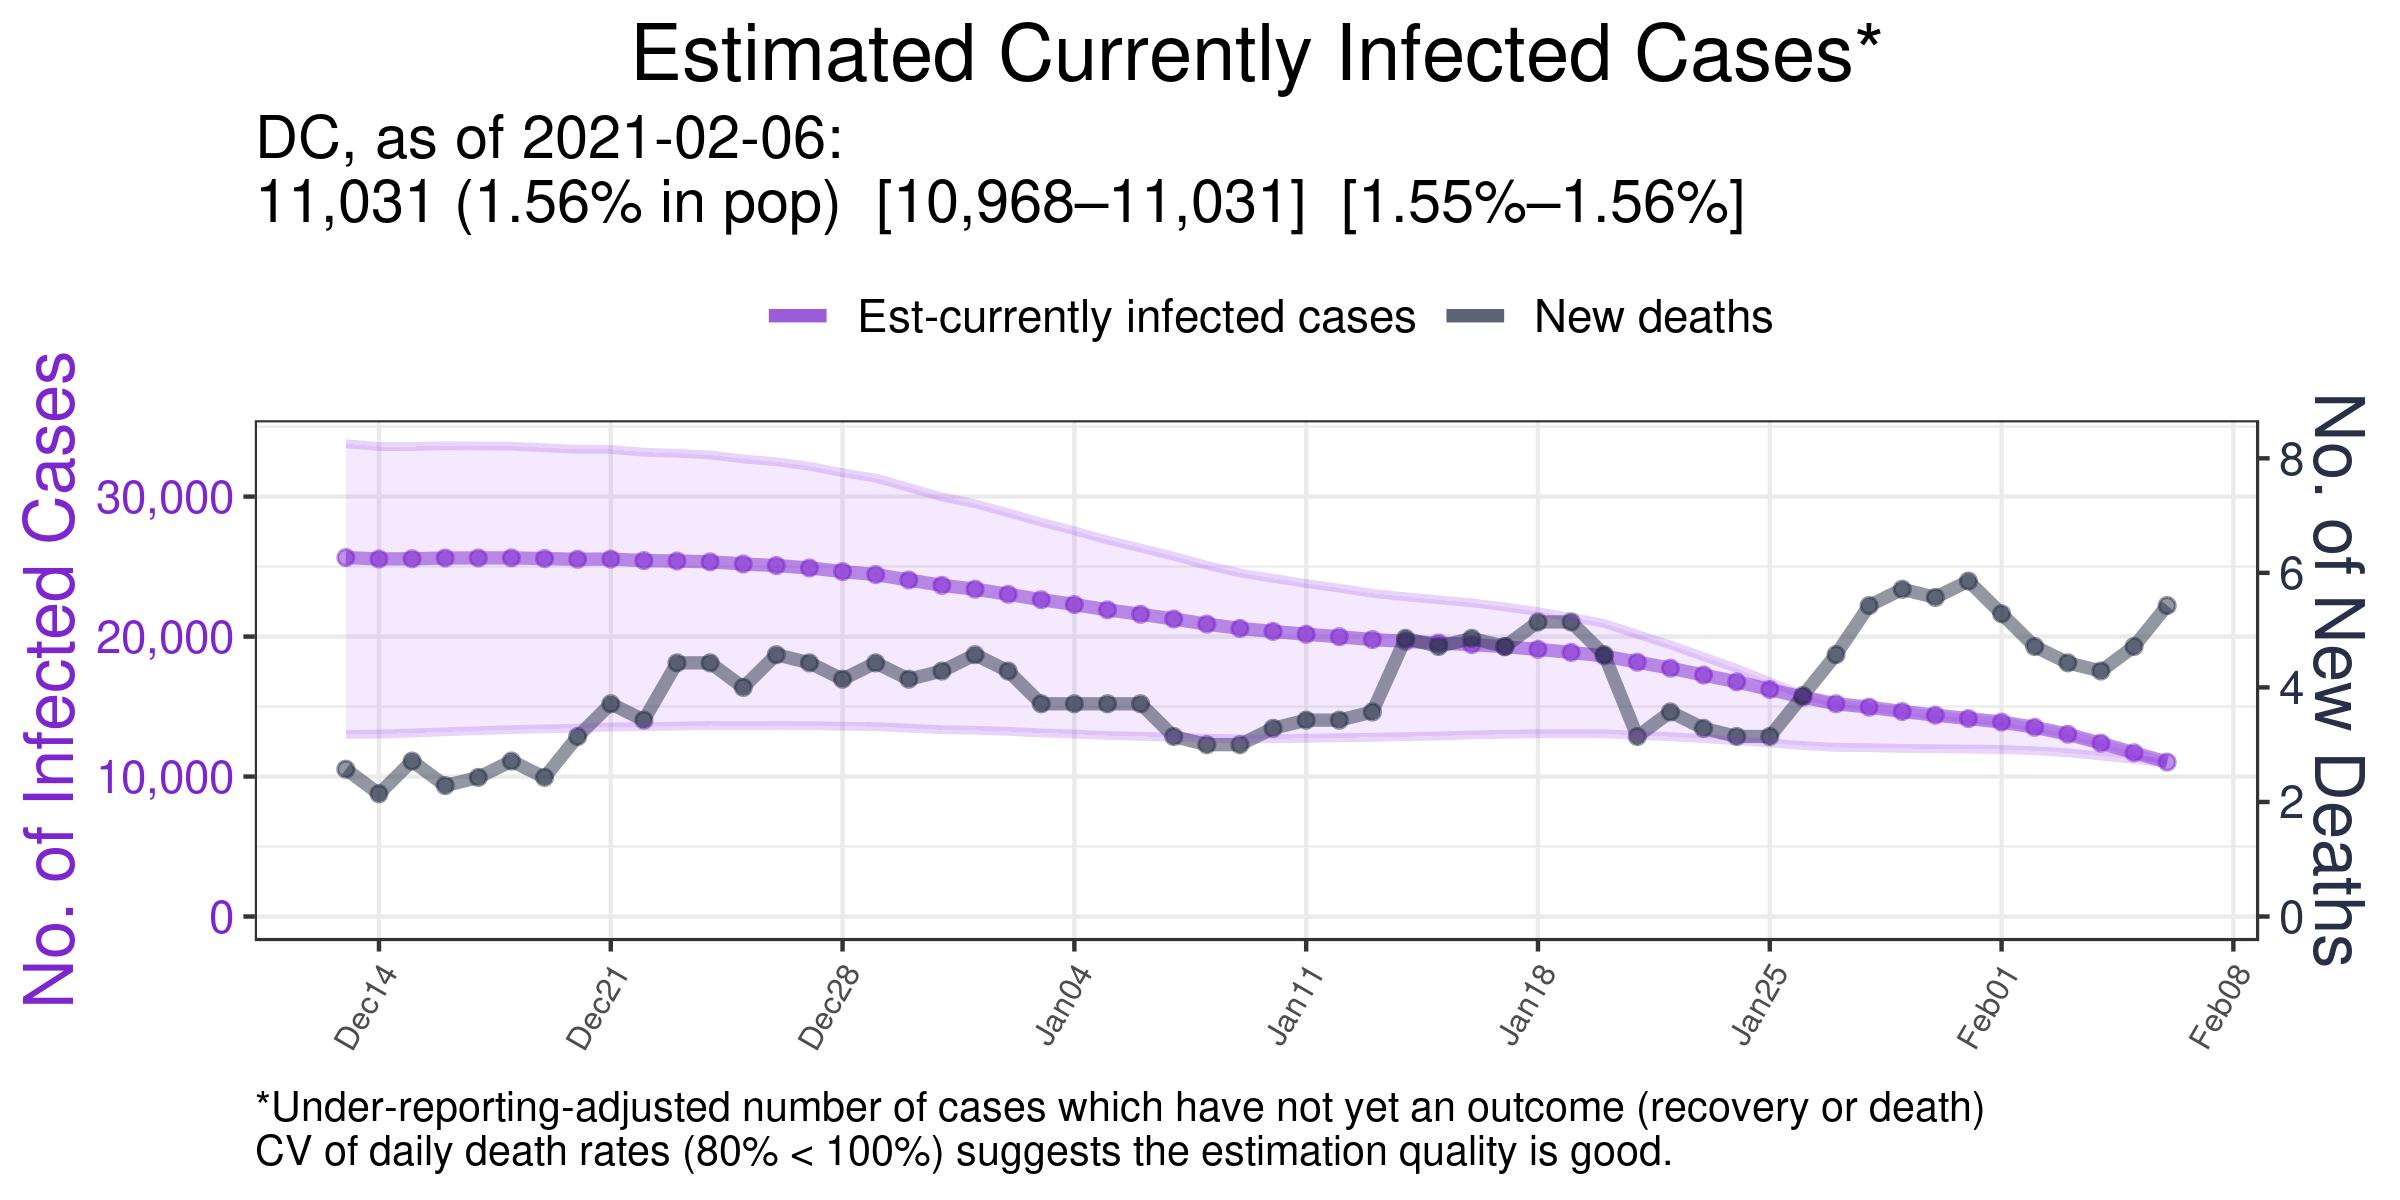 Estimated Currently Infected Cases*
DC, as of 2021-02-06:
11,031 (1.56% in pop)  [10,968–11,031]  [1.55%–1.56%]
Est-currently infected cases
New deaths
No. of Infected Cases
30,000
20,000
10,000
0
No. of New Deaths
8
6
4
2
0
Dec14
Dec21
Dec28
Jan04
Jan11
Jan18
Jan25
Feb01
Feb08
*Under-reporting-adjusted number of cases which have not yet an outcome (recovery or death)
CV of daily death rates (80% < 100%) suggests the estimation quality is good.